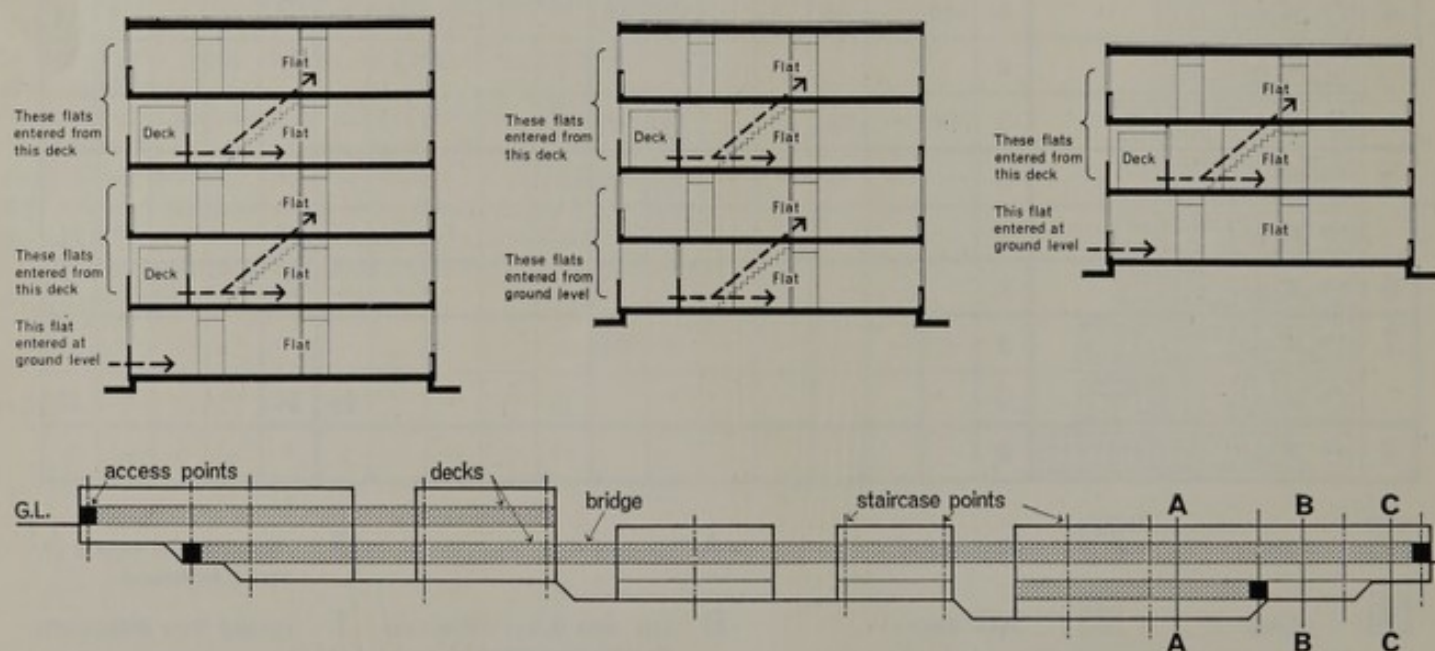 Flat
These flats
entered from
this deck
Deck
Flat
Flat
These flats
entered from
this deck
Deck
Flat
This flat
entered at
ground level
Flat
Flat
These flats
entered from
this deck
Deck
Flat
Flat
These flats
entered from
ground level
Flat
Flat
These flats
entered from
this deck
Deck
Flat
This flat
entered at
ground level
Flat
access points
decks
bridge
staircase points
A
B
C
G.L.
A
B
C